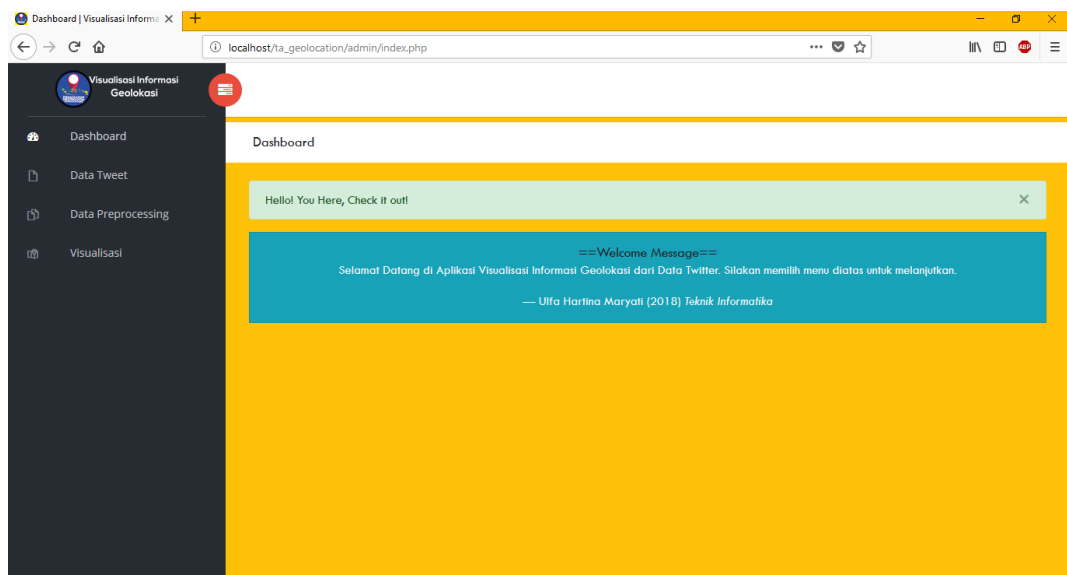 Dashboard | Visualisasi Informa
localhost/ta_geolocation/admin/index.php
ABP
Visualisasi Informasi
Geolokasi
Dashboard
Data Tweet
Data Preprocessing
Visualisasi
Dashboard
Hello! You Here, Check it out!
==Welcome Message==
Selamat Datang di Aplikasi Visualisasi Informasi Geolokasi dari Data Twitter. Silakan memilih menu diatas untuk melanjutkan.
— Ulfa Hartina Maryati (2018) Teknik Informatika